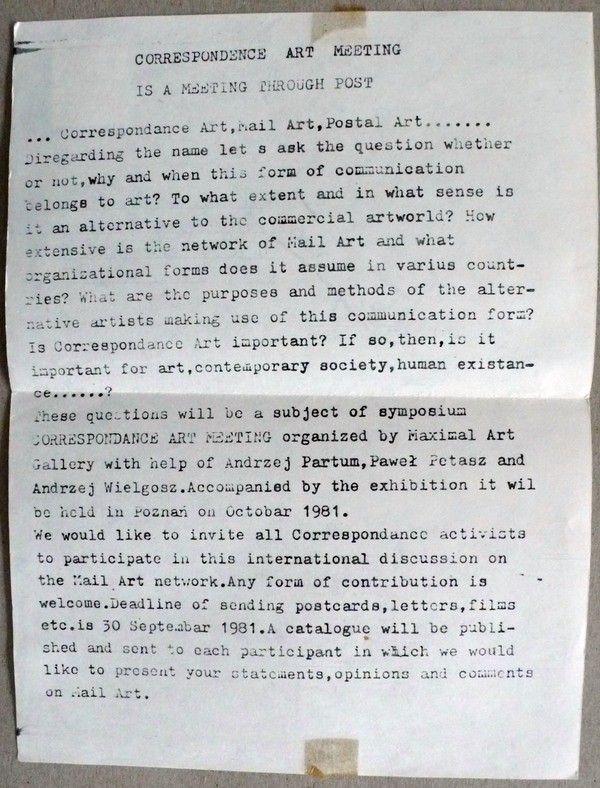 CORRESPONDENCE ART MEETING
IS A MEETING THROUGH POST
... Correspondance Art,Mail Art,Postal Art.......
Diregarding the name let s ask the question whether
or not,why and when this form of communication
belongs to art? To what extent and in what sense is
it an alternative to the commercial artworld? How
extensive is the network of Mail Art and what
organizational forms does it assume in varius count-
ries? What are the purposes and methods of the alter-
native artists making use of this communication form?
Is Correspondance Art important? If so,then,is it
important for art,contemporary society,human existan-
ce......?
These questions will be a subject of symposium
CORRESPONDANCE ART MEETING organized by Maximal Art
Gallery with help of Andrzej Partum,Paweł Petasz and
Andrzej Wielgosz.Accompanied by the exhibition it wil
be held in Poznań on Octobar 1981.
We would like to invite all Correspondance activists
to participate in this international discussion on
the Mail Art network.Any form of contribution is
welcome.Deadline of sending postcards,letters,films
etc.is 30 Septembar 1981.A catalogue will be publi-
shed and sent to each participant in which we would
like to present your statements,opinions and comments
on Mail Art.